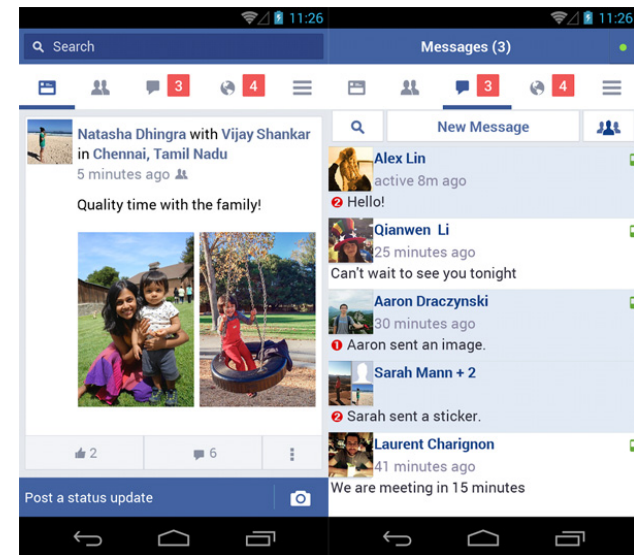 11:26
Search
3
4
Natasha Dhingra with Vijay Shankar
in Chennai, Tamil Nadu
5 minutes ago
Quality time with the family!
2
6
Post a status update
11:26
Messages (3)
3
4
New Message
Alex Lin
active 8m ago
2 Hello!
Qianwen Li
25 minutes ago
Can't wait to see you tonight
Aaron Draczynski
30 minutes ago
1 Aaron sent an image.
Sarah Mann + 2
2 Sarah sent a sticker.
Laurent Charignon
41 minutes ago
We are meeting in 15 minutes